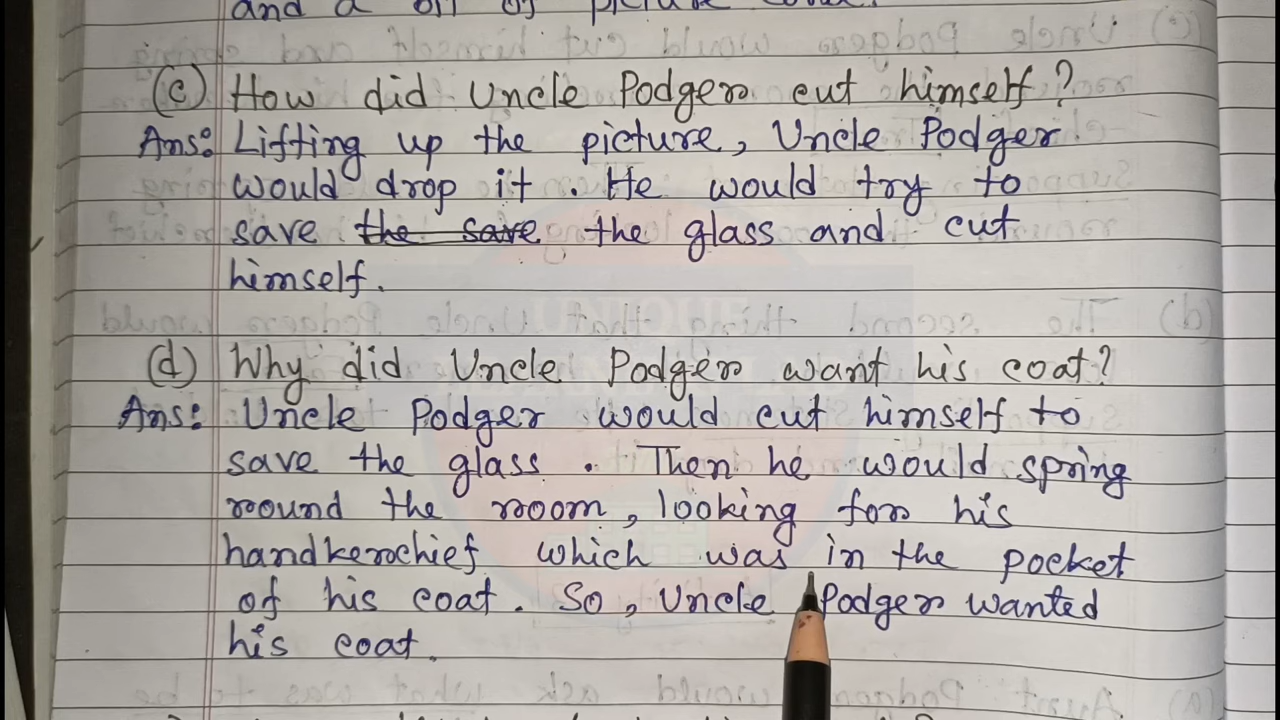 and a
(c) How did Uncle Podger cut himself?
Ans: Lifting up the picture, Uncle Podger
would drop it. He would try to
save the save the glass and cut
himself.
(d) Why did Uncle Podger want his coat?
Ans: Uncle Podger would cut himself to
save the glass. Then he would spring
round the room, looking for his
handkerchief which was in the pocket
of his coat. So, Uncle Podger wanted
his coat.